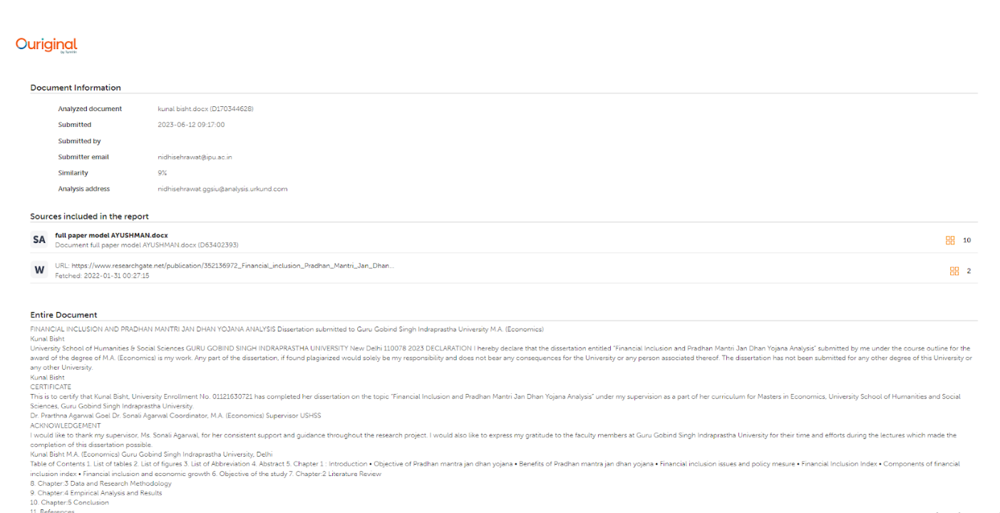 Ouriginal
by Turnitin
Document Information
Analyzed document kunal bisht.docx (D170344628)
Submitted 2023-06-12 09:17:00
Submitted by
Submitter email nidhisehrawat@ipu.ac.in
Similarity 9%
Analysis address nidhisehrawat.ggsiu@analysis.urkund.com
Sources included in the report
SA full paper model AYUSHMAN.docx
Document full paper model AYUSHMAN.docx (D63402393) 10
W URL: https://www.researchgate.net/publication/352136972_Financial_inclusion_Pradhan_Mantri_Jan_Dhan...
Fetched: 2022-01-31 00:27:15 2
Entire Document
FINANCIAL INCLUSION AND PRADHAN MANTRI JAN DHAN YOJANA ANALYSIS Dissertation submitted to Guru Gobind Singh Indraprastha University M.A. (Economics)
Kunal Bisht
University School of Humanities & Social Sciences GURU GOBIND SINGH INDRAPRASTHA UNIVERSITY New Delhi 110078 2023 DECLARATION I hereby declare that the dissertation entitled "Financial Inclusion and Pradhan Mantri Jan Dhan Yojana Analysis" submitted by me under the course outline for the
award of the degree of M.A. (Economics) is my work. Any part of the dissertation, if found plagiarized would solely be my responsibility and does not bear any consequences for the University or any person associated thereof. The dissertation has not been submitted for any other degree of this University or
any other University.
Kunal Bisht
CERTIFICATE
This is to certify that Kunal Bisht, University Enrollment No. 01121630721 has completed her dissertation on the topic "Financial Inclusion and Pradhan Mantri Jan Dhan Yojana Analysis" under my supervision as a part of her curriculum for Masters in Economics, University School of Humanities and Social
Sciences, Guru Gobind Singh Indraprastha University.
Dr. Prarthna Agarwal Goel Dr. Sonali Agarwal Coordinator, M.A. (Economics) Supervisor USHSS
ACKNOWLEDGEMENT
I would like to thank my supervisor, Ms. Sonali Agarwal, for her consistent support and guidance throughout the research project. I would also like to express my gratitude to the faculty members at Guru Gobind Singh Indraprastha University for their time and efforts during the lectures which made the
completion of this dissertation possible.
Kunal Bisht M.A. (Economics) Guru Gobind Singh Indraprastha University, Delhi
Table of Contents 1. List of tables 2. List of figures 3. List of Abbreviation 4. Abstract 5. Chapter 1 : Introduction • Objective of Pradhan mantra jan dhan yojana • Benefits of Pradhan mantra jan dhan yojana • Financial inclusion issues and policy mesure • Financial Inclusion Index • Components of financial
inclusion index • Financial inclusion and economic growth 6. Objective of the study 7. Chapter:2 Literature Review
8. Chapter:3 Data and Research Methodology
9. Chapter:4 Empirical Analysis and Results
10. Chapter:5 Conclusion
11. References